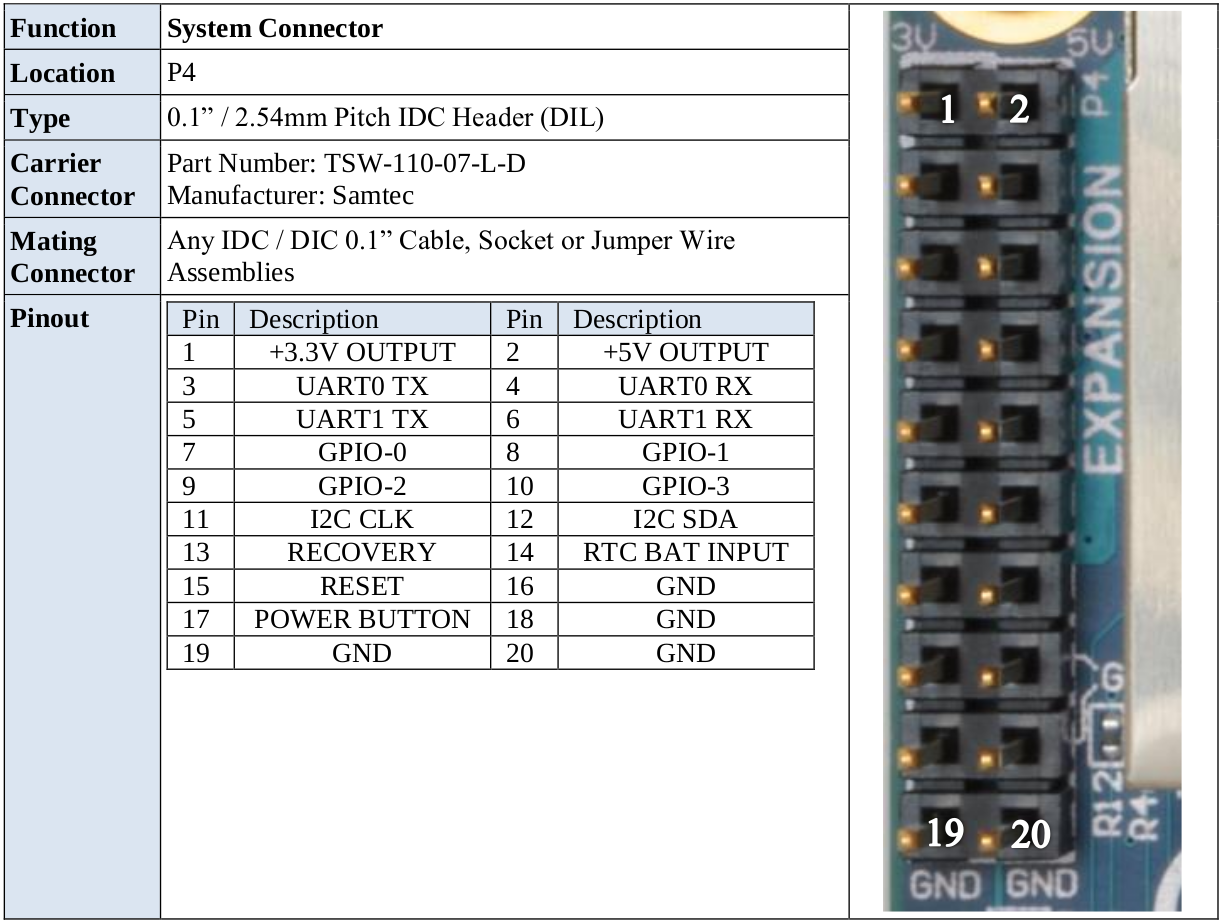 Function
System Connector
Location
P4
Type
0.1” / 2.54mm Pitch IDC Header (DIL)
Carrier
Connector
Part Number: TSW-110-07-L-D
Manufacturer: Samtec
Mating
Connector
Any IDC / DIC 0.1” Cable, Socket or Jumper Wire
Assemblies
Pinout
Pin Description Pin Description
1 +3.3V OUTPUT 2 +5V OUTPUT
3 UART0 TX 4 UART0 RX
5 UART1 TX 6 UART1 RX
7 GPIO-0 8 GPIO-1
9 GPIO-2 10 GPIO-3
11 I2C CLK 12 I2C SDA
13 RECOVERY 14 RTC BAT INPUT
15 RESET 16 GND
17 POWER BUTTON 18 GND
19 GND 20 GND
3V 5V
1 2
P4
EXPANSION
G
R12
R4
19 20
GND GND